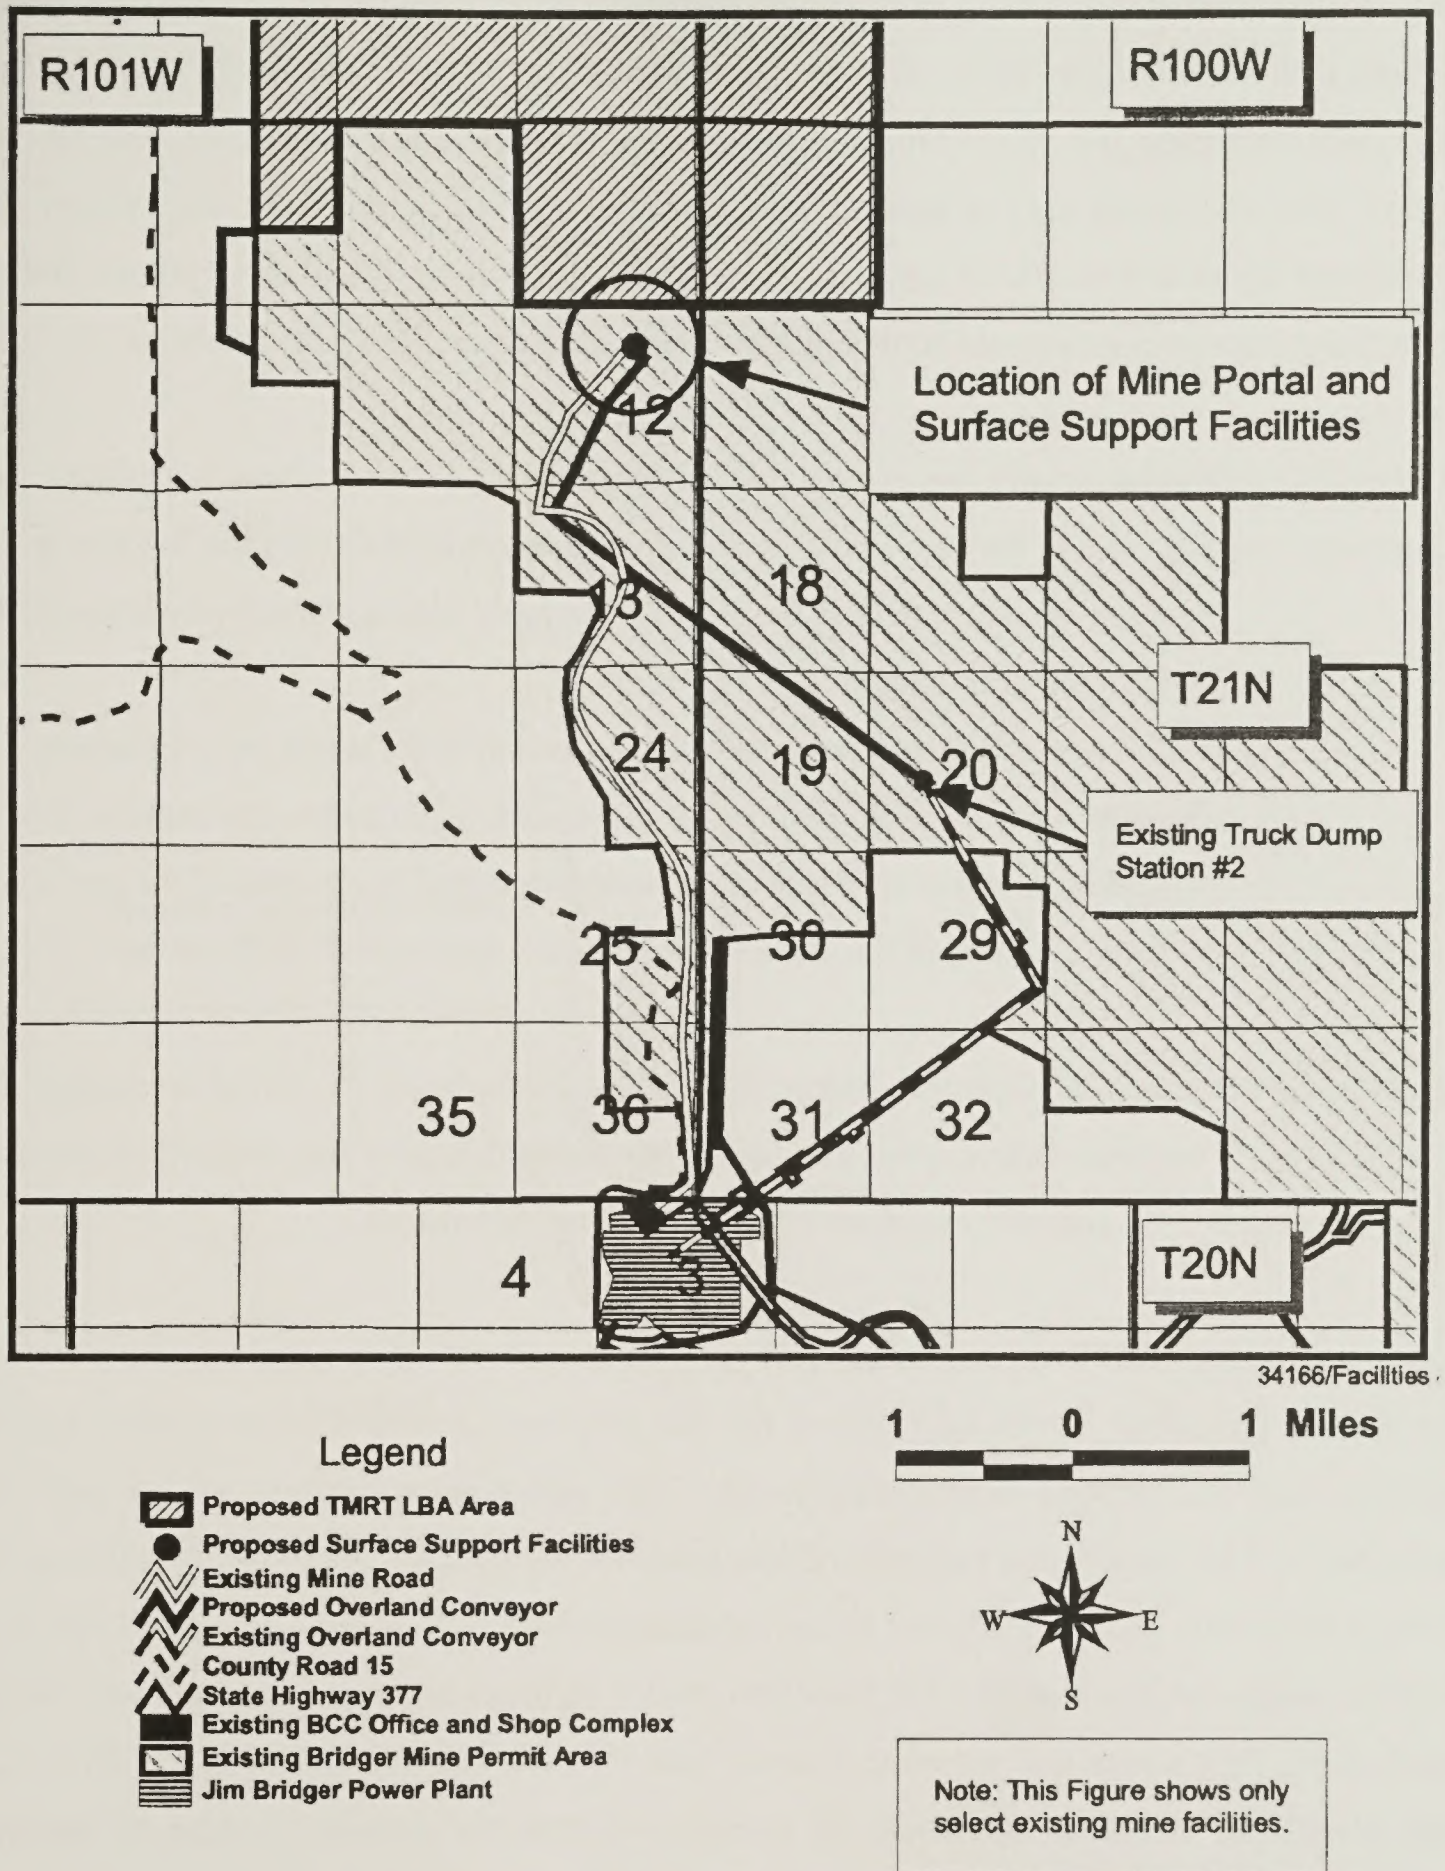 R101W
R100W
12
Location of Mine Portal and
Surface Support Facilities
13
18
T21N
24
19
20
Existing Truck Dump
Station #2
25
30
29
35
36
31
32
4
3
T20N
34166/Facilities
1 0 1 Miles
Legend
Proposed TMRT LBA Area
Proposed Surface Support Facilities
Existing Mine Road
Proposed Overland Conveyor
Existing Overland Conveyor
County Road 15
State Highway 377
Existing BCC Office and Shop Complex
Existing Bridger Mine Permit Area
Jim Bridger Power Plant
N
W E
S
Note: This Figure shows only
select existing mine facilities.